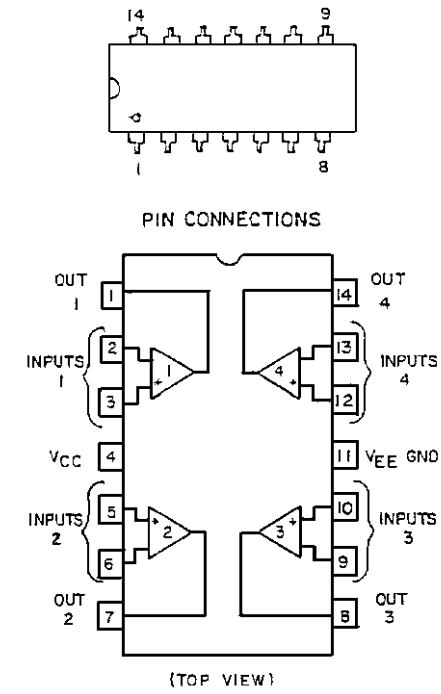 14 9
1 8
PIN CONNECTIONS
OUT 1
1
14
OUT 4
INPUTS 1
2
3
- +
1
4
- +
13
12
INPUTS 4
VCC
4
11
VEE GND
INPUTS 2
5
6
+ -
2
3
+ -
10
9
INPUTS 3
OUT 2
7
8
OUT 3
(TOP VIEW)